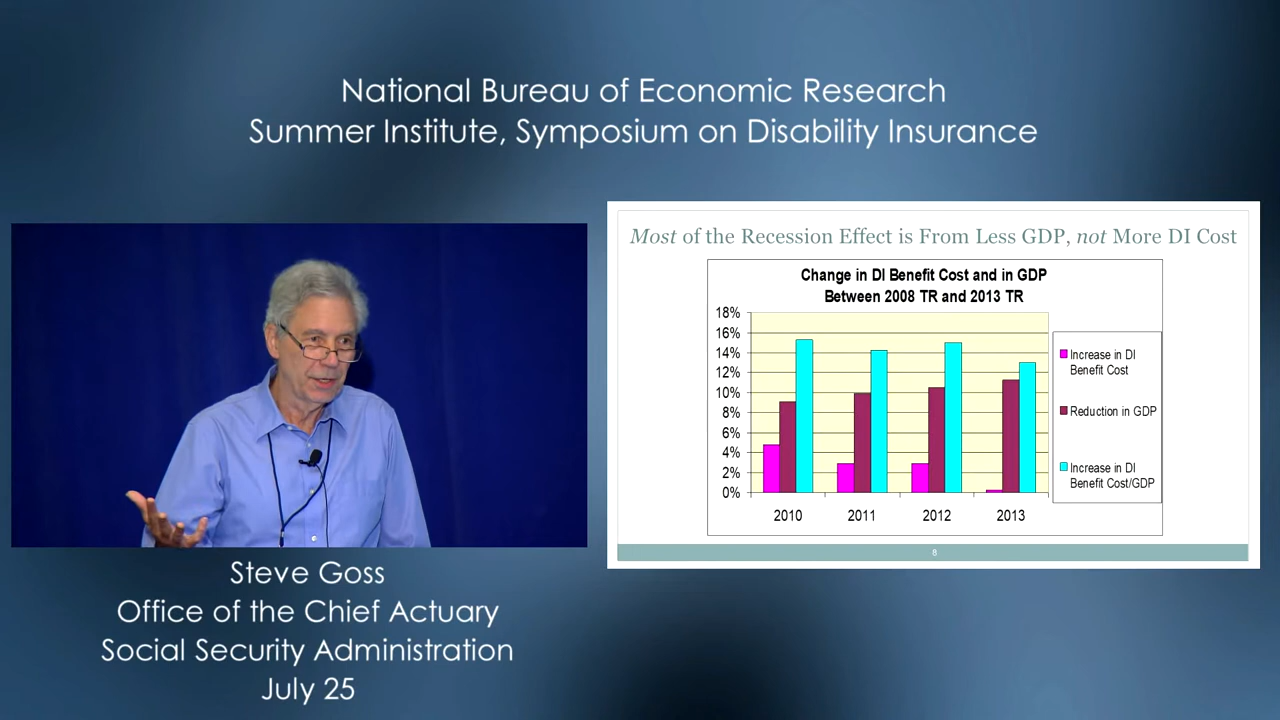 National Bureau of Economic Research
Summer Institute, Symposium on Disability Insurance
Most of the Recession Effect is From Less GDP, not More DI Cost
Change in DI Benefit Cost and in GDP
Between 2008 TR and 2013 TR
18%
16%
14%
12%
10%
8%
6%
4%
2%
0%
2010 2011 2012 2013
Increase in DI
Benefit Cost
Reduction in GDP
Increase in DI
Benefit Cost/GDP
8
Steve Goss
Office of the Chief Actuary
Social Security Administration
July 25